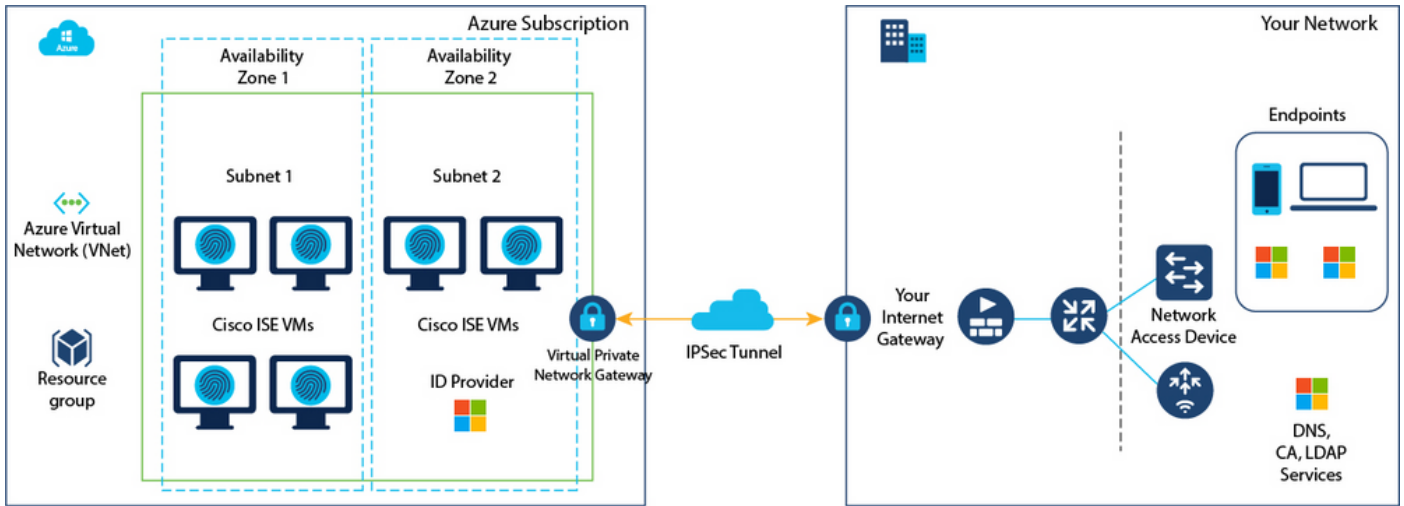 Azure Subscription
Azure
Availability
Zone 1
Availability
Zone 2
Subnet 1
Subnet 2
Azure Virtual
Network (VNet)
Cisco ISE VMs
Cisco ISE VMs
Resource
group
ID Provider
Virtual Private
Network Gateway
IPSec Tunnel
Your Network
Your
Internet
Gateway
Network
Access Device
Endpoints
DNS,
CA, LDAP
Services